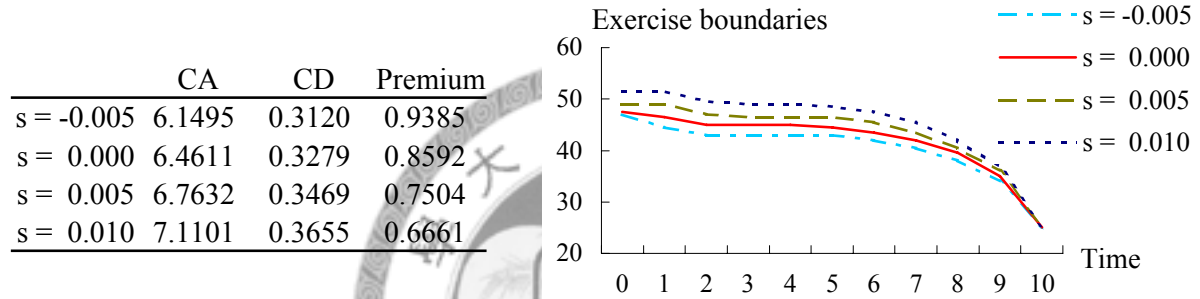 CA CD Premium
s = -0.005 6.1495 0.3120 0.9385
s = 0.000 6.4611 0.3279 0.8592
s = 0.005 6.7632 0.3469 0.7504
s = 0.010 7.1101 0.3655 0.6661
大
Exercise boundaries
60
50
40
30
20
0 1 2 3 4 5 6 7 8 9 10
Time
s = -0.005
s = 0.000
s = 0.005
s = 0.010